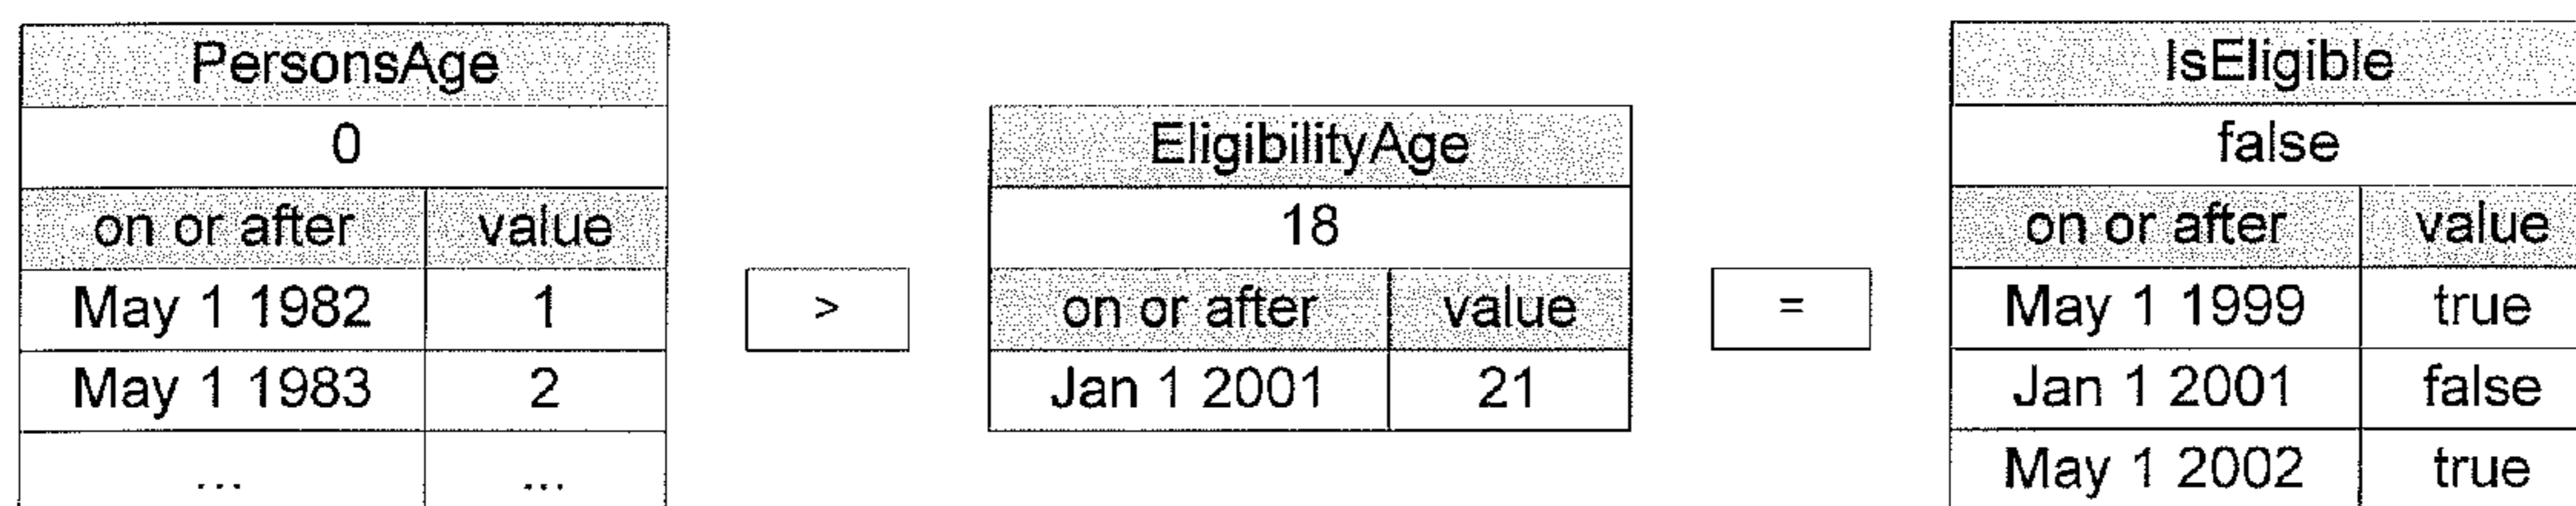 PersonsAge
0
on or after value
May 1 1982 1
May 1 1983 2
... ...
>
EligibilityAge
18
on or after value
Jan 1 2001 21
=
IsEligible
false
on or after value
May 1 1999 true
Jan 1 2001 false
May 1 2002 true